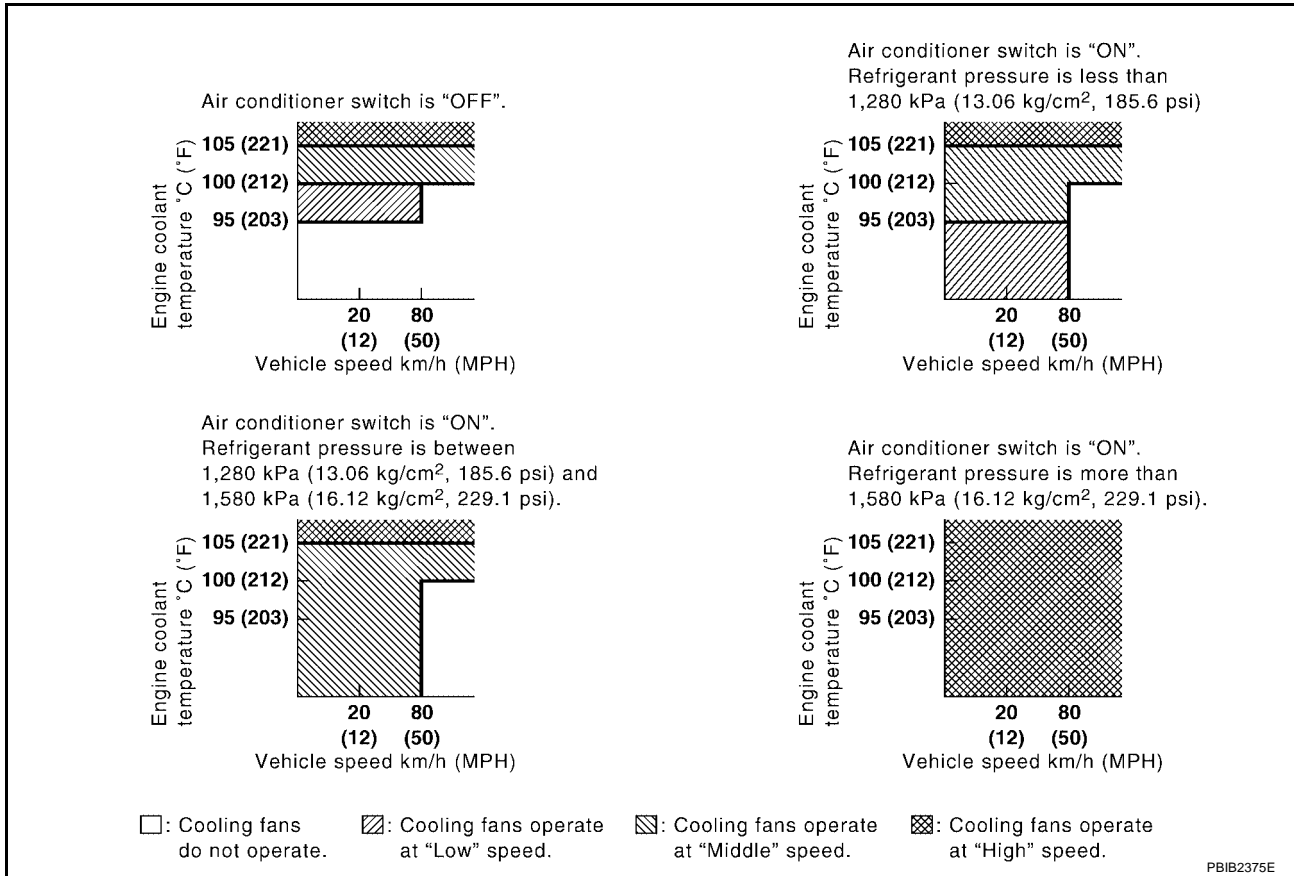 Air conditioner switch is “OFF”.
Engine coolant
temperature °C (°F)
105 (221)
100 (212)
95 (203)
20
80
(12)
(50)
Vehicle speed km/h (MPH)
Air conditioner switch is “ON”.
Refrigerant pressure is less than
1,280 kPa (13.06 kg/cm², 185.6 psi)
Engine coolant
temperature °C (°F)
105 (221)
100 (212)
95 (203)
20
80
(12)
(50)
Vehicle speed km/h (MPH)
Air conditioner switch is “ON”.
Refrigerant pressure is between
1,280 kPa (13.06 kg/cm², 185.6 psi) and
1,580 kPa (16.12 kg/cm², 229.1 psi).
Engine coolant
temperature °C (°F)
105 (221)
100 (212)
95 (203)
20
80
(12)
(50)
Vehicle speed km/h (MPH)
Air conditioner switch is “ON”.
Refrigerant pressure is more than
1,580 kPa (16.12 kg/cm², 229.1 psi).
Engine coolant
temperature °C (°F)
105 (221)
100 (212)
95 (203)
20
80
(12)
(50)
Vehicle speed km/h (MPH)
: Cooling fans
do not operate.
: Cooling fans operate
at “Low” speed.
: Cooling fans operate
at “Middle” speed.
: Cooling fans operate
at “High” speed.
PBIB2375E